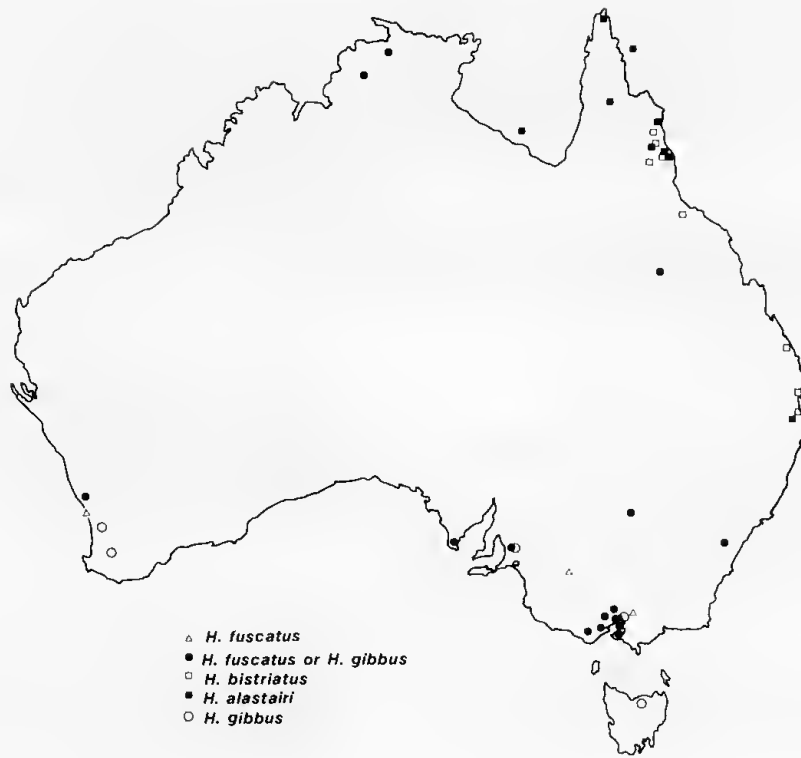 H. fuscatus
H. fuscatus or H. gibbus
H. bistriatus
H. alastairi
H. gibbus